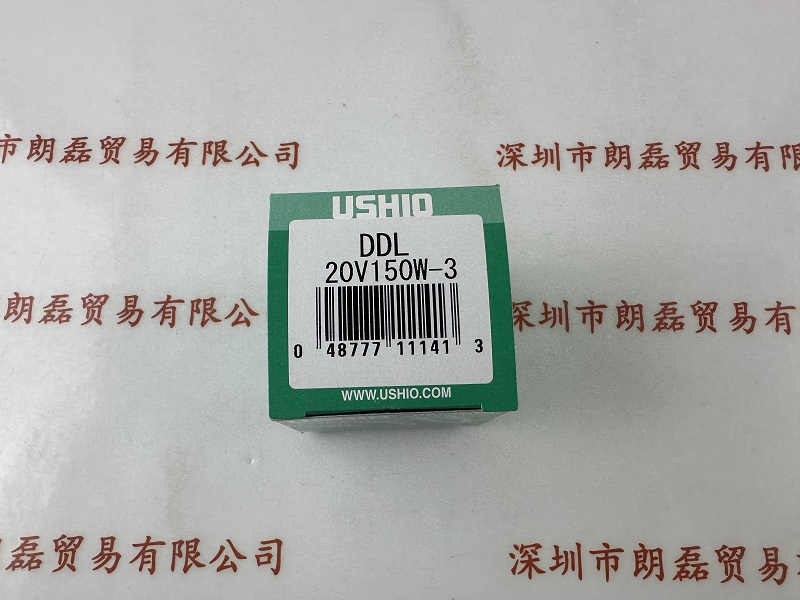 市朗磊贸易有限公司
深圳市朗磊贸易有限
USHIO
DDL
20V150W-3
朗磊贸易有限公
深圳市朗磊贸易有
0 48777 11141 3
WWW.USHIO.COM
朗磊贸易有限公司
深圳市朗磊贸易有